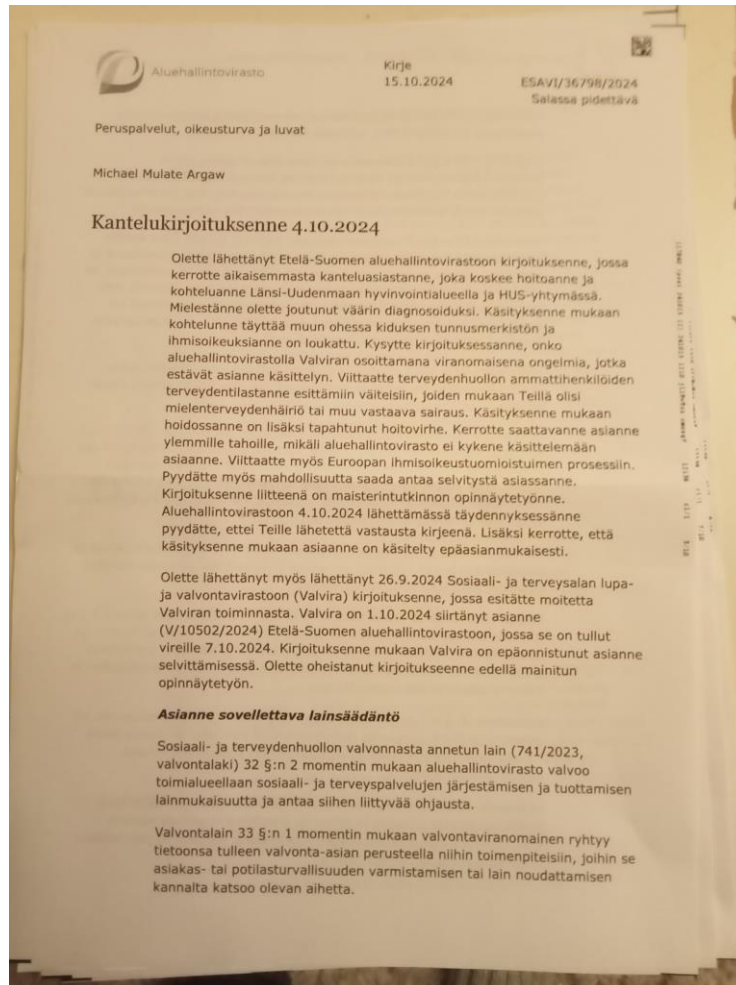 Aluehallintovirasto
Kirje
15.10.2024
ESAVI/36798/2024
Salassa pidettävä
Peruspalvelut, oikeusturva ja luvat
Michael Mulate Argaw
Kantelukirjoituksenne 4.10.2024
Olette lähettänyt Etelä-Suomen aluehallintovirastoon kirjoituksenne, jossa
kerrotte aikaisemmasta kanteluasiastanne, joka koskee hoitoanne ja
kohteluanne Länsi-Uudenmaan hyvinvointialueella ja HUS-yhtymässä.
Mielestänne olette joutunut väärin diagnosoiduksi. Käsityksenne mukaan
kohtelunne täyttää muun ohessa kiduksen tunnusmerkistön ja
ihmisoikeuksianne on loukattu. Kysytte kirjoituksessanne, onko
aluehallintovirastolla Valviran osoittamana viranomaisena ongelmia, jotka
estävät asianne käsittelyn. Viittaatte terveydenhuollon ammattihenkilöiden
terveydentilastanne esittämiin väitteisiin, joiden mukaan Teillä olisi
mielenterveydenhäiriö tai muu vastaava sairaus. Käsityksenne mukaan
hoidossanne on lisäksi tapahtunut hoitovirhe. Kerrotte saattavanne asianne
ylemmille tahoille, mikäli aluehallintovirasto ei kykene käsittelemään
asiaanne. Viittaatte myös Euroopan ihmisoikeustuomioistuimen prosessiin.
Pyydätte myös mahdollisuutta saada antaa selvitystä asiassanne.
Kirjoituksenne liitteenä on maisterintutkinnon opinnäytetyönne.
Aluehallintovirastoon 4.10.2024 lähettämässä täydennyksessänne
pyydätte, ettei Teille lähetettä vastausta kirjeenä. Lisäksi kerrotte, että
käsityksenne mukaan asiaanne on käsitelty epäasianmukaisesti.
Olette lähettänyt myös lähettänyt 26.9.2024 Sosiaali- ja terveysalan lupa-
ja valvontavirastoon (Valvira) kirjoituksenne, jossa esitätte moitetta
Valviran toiminnasta. Valvira on 1.10.2024 siirtänyt asianne
(V/10502/2024) Etelä-Suomen aluehallintovirastoon, jossa se on tullut
vireille 7.10.2024. Kirjoituksenne mukaan Valvira on epäonnistunut asianne
selvittämisessä. Olette oheistanut kirjoitukseenne edellä mainitun
opinnäytetyön.
Asianne sovellettava lainsäädäntö
Sosiaali- ja terveydenhuollon valvonnasta annetun lain (741/2023,
valvontalaki) 32 §:n 2 momentin mukaan aluehallintovirasto valvoo
toimialueellaan sosiaali- ja terveyspalvelujen järjestämisen ja tuottamisen
lainmukaisuutta ja antaa siihen liittyvää ohjausta.
Valvontalain 33 §:n 1 momentin mukaan valvontaviranomainen ryhtyy
tietoonsa tulleen valvonta-asian perusteella niihin toimenpiteisiin, joihin se
asiakas- tai potilasturvallisuuden varmistamisen tai lain noudattamisen
kannalta katsoo olevan aihetta.